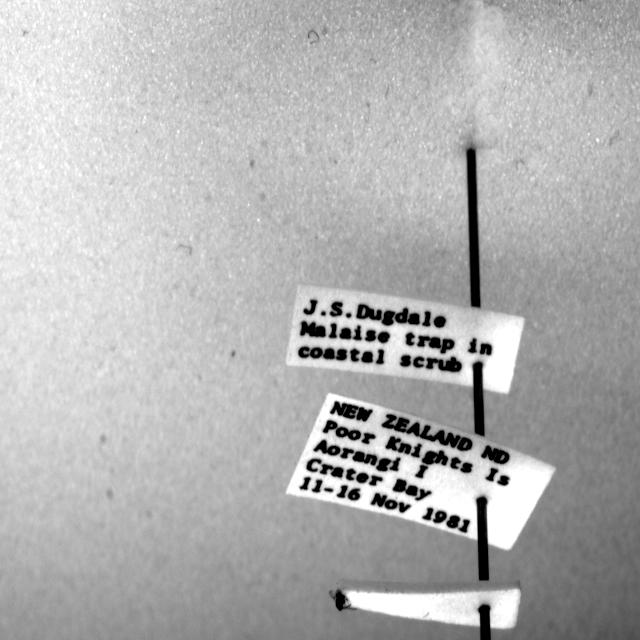 J.S.Dugdale
Malaise trap in
coastal scrub
NEW ZEALAND ND
Poor Knights Is
Aorangi I
Crater Bay
11-16 Nov 1981